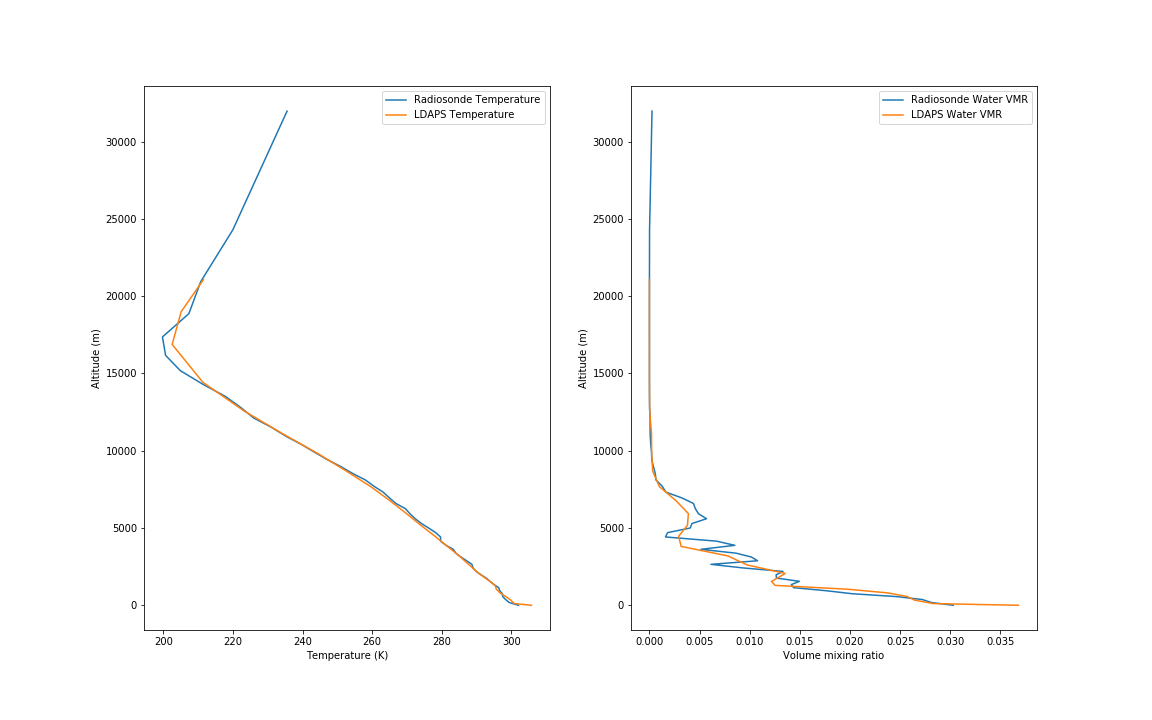 Radiosonde Temperature
LDAPS Temperature
30000
25000
20000
15000
10000
5000
0
Altitude (m)
200 220 240 260 280 300
Temperature (K)
Radiosonde Water VMR
LDAPS Water VMR
30000
25000
20000
15000
10000
5000
0
Altitude (m)
0.000 0.005 0.010 0.015 0.020 0.025 0.030 0.035
Volume mixing ratio